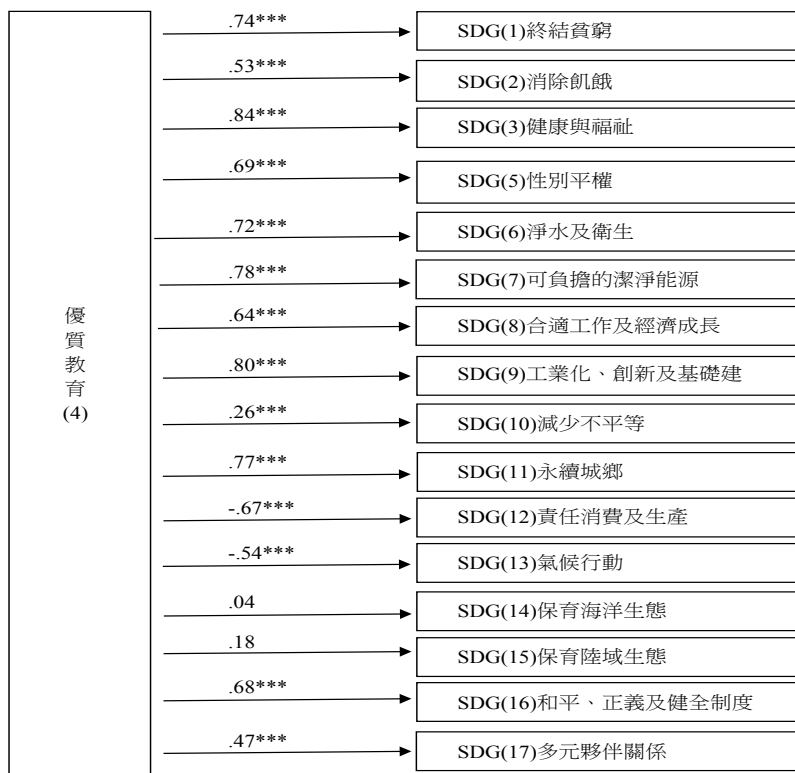 .74***
SDG(1)終結貧窮
.53***
SDG(2)消除飢餓
.84***
SDG(3)健康與福祉
.69***
SDG(5)性別平權
.72***
SDG(6)淨水及衛生
.78***
SDG(7)可負擔的潔淨能源
.64***
SDG(8)合適工作及經濟成長
.80***
SDG(9)工業化、創新及基礎建
.26***
SDG(10)減少不平等
.77***
SDG(11)永續城鄉
-.67***
SDG(12)責任消費及生產
-.54***
SDG(13)氣候行動
.04
SDG(14)保育海洋生態
.18
SDG(15)保育陸域生態
.68***
SDG(16)和平、正義及健全制度
.47***
SDG(17)多元夥伴關係
優質教育(4)